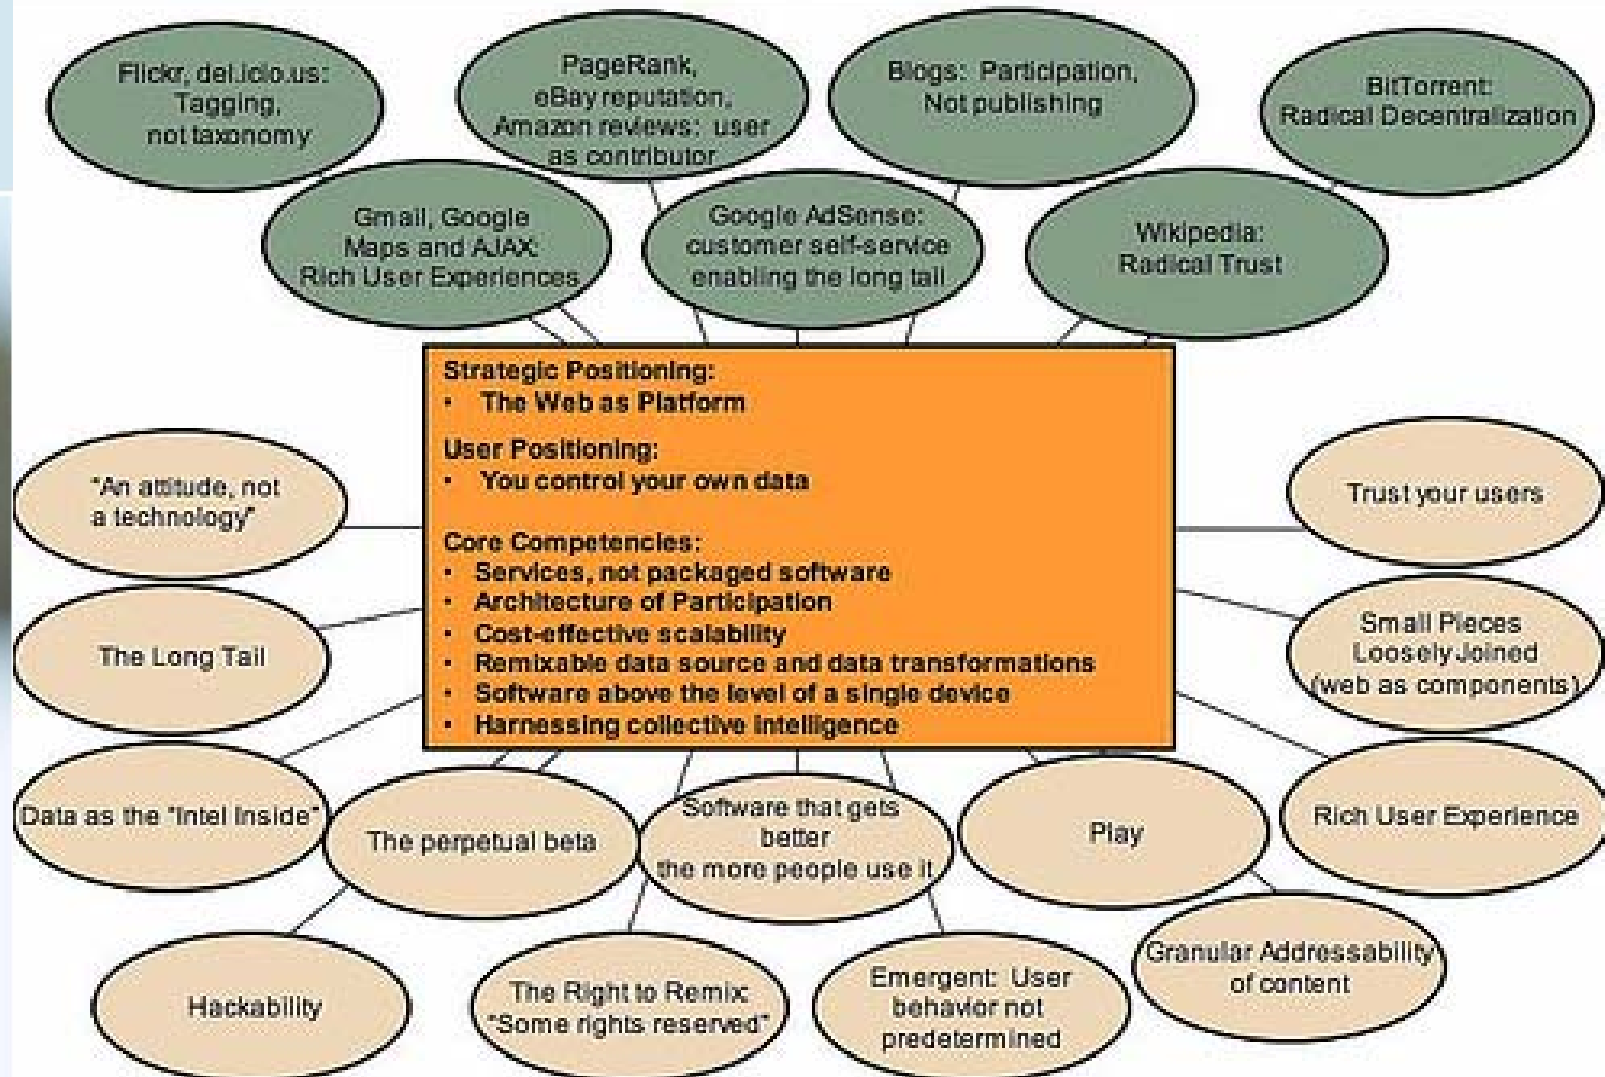 Flickr, del.icio.us:
Tagging,
not taxonomy
PageRank,
eBay reputation,
Amazon reviews: user
as contributor
Blogs: Participation,
Not publishing
BitTorrent:
Radical Decentralization
Gmail, Google
Maps and AJAX:
Rich User Experiences
Google AdSense:
customer self-service
enabling the long tail
Wikipedia:
Radical Trust
Strategic Positioning:
• The Web as Platform
User Positioning:
• You control your own data
Core Competencies:
• Services, not packaged software
• Architecture of Participation
• Cost-effective scalability
• Remixable data source and data transformations
• Software above the level of a single device
• Harnessing collective intelligence
"An attitude, not
a technology"
Trust your users
The Long Tail
Small Pieces
Loosely Joined
(web as components)
Data as the "Intel Inside"
The perpetual beta
Software that gets
better
the more people use it
Play
Rich User Experience
Hackability
The Right to Remix:
"Some rights reserved"
Emergent: User
behavior not
predetermined
Granular Addressability
of content